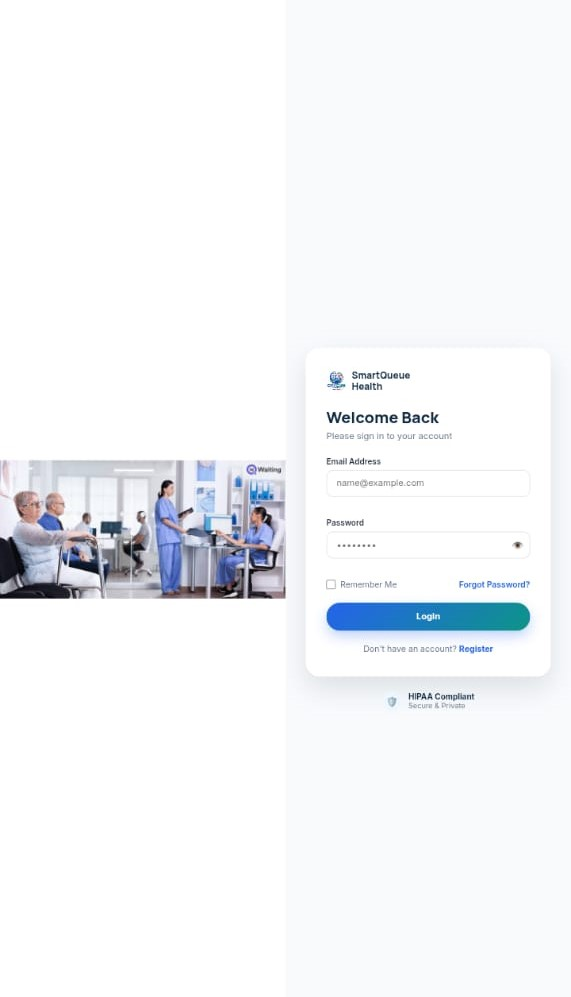 Waiting
SmartQueue
Health
Welcome Back
Please sign in to your account
Email Address
name@example.com
Password
Remember Me
Forgot Password?
Login
Don't have an account? Register
HIPAA Compliant
Secure & Private